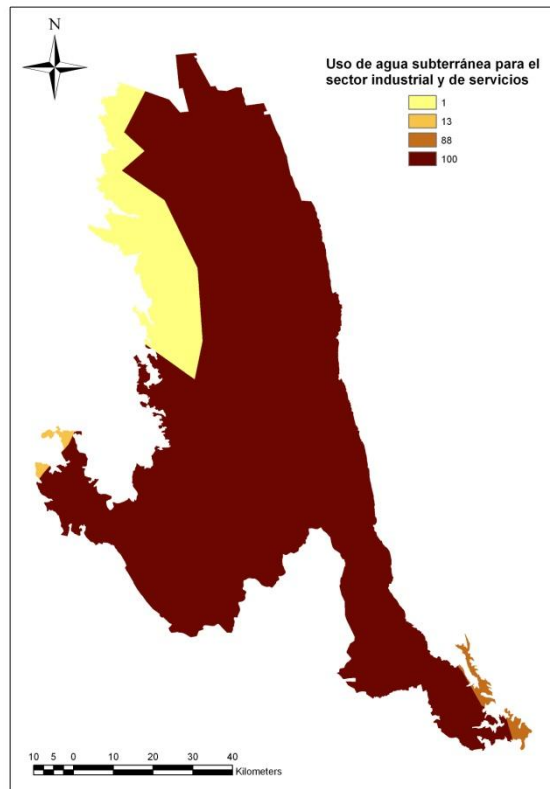 N
Uso de agua subterránea para el
sector industrial y de servicios
1
13
88
100
10 5 0 10 20 30 40
Kilometers